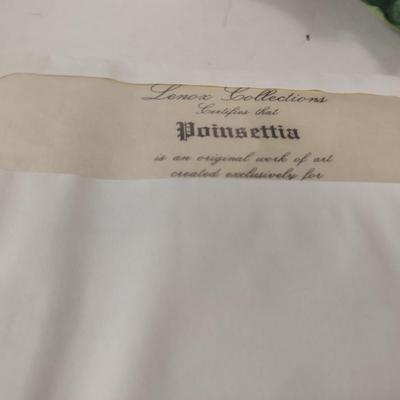 Lenox Collections
Certifies that
Poinsettia
is an original work of art
created exclusively for